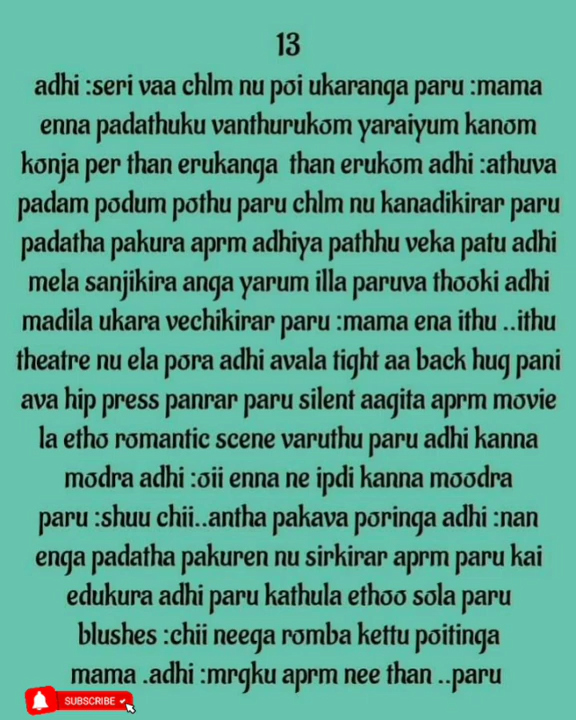 13
adhi :seri vaa chlm nu poi ukaranga paru :mama
enna padathuku vanthurukom yaraiyum kanom
konja per than erukanga than erukom adhi :athuva
padam podum pothu paru chlm nu kanadikirar paru
padatha pakura aprm adhiya pathhu veka patu adhi
mela sanjikira anga yarum illa paruva thooki adhi
madila ukara vechikirar paru :mama ena ithu ..ithu
theatre nu ela pora adhi avala tight aa back hug pani
ava hip press panrar paru silent aagita aprm movie
la etho romantic scene varuthu paru adhi kanna
modra adhi :oii enna ne ipdi kanna moodra
paru :shuu chii..antha pakava poringa adhi :nan
enga padatha pakuren nu sirkirar aprm paru kai
edukura adhi paru kathula ethoo sola paru
blushes :chii neega romba kettu poitinga
mama .adhi :mrgku aprm nee than ..paru
SUBSCRIBE